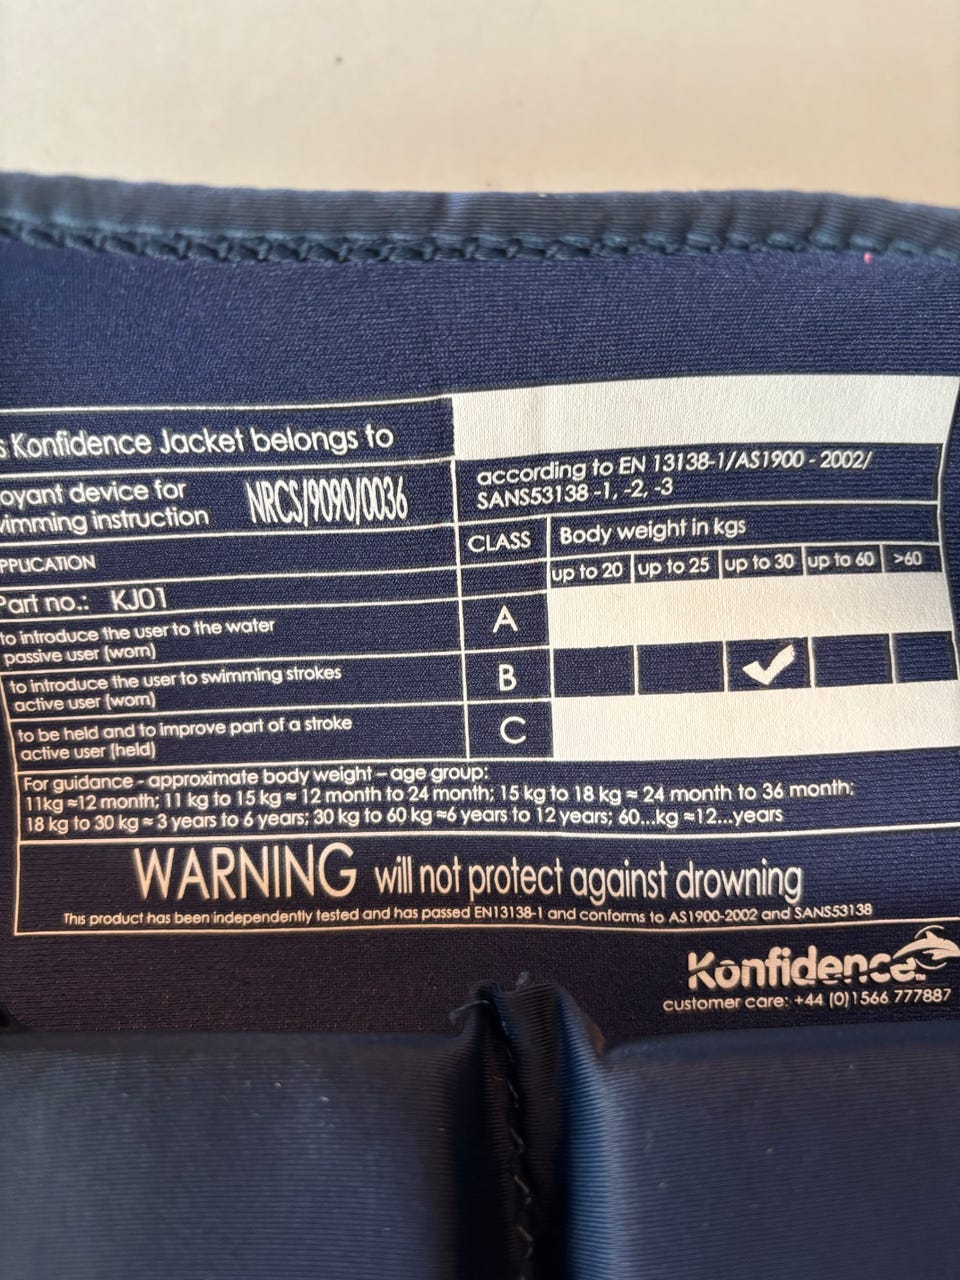 s Konfidence Jacket belongs to
oyant device for
imming instruction
NRCS/9090/0036
according to EN 13138-1/AS1900 - 2002/
SANS53138 -1, -2, -3
PPLICATION
CLASS
Body weight in kgs
up to 20 up to 25 up to 30 up to 60 >60
Part no.: KJ01
to introduce the user to the water
passive user (worn)
A
to introduce the user to swimming strokes
active user (worn)
B
to be held and to improve part of a stroke
active user (held)
C
For guidance - approximate body weight – age group:
11kg ≈12 month; 11 kg to 15 kg ≈ 12 month to 24 month; 15 kg to 18 kg ≈ 24 month to 36 month;
18 kg to 30 kg ≈ 3 years to 6 years; 30 kg to 60 kg ≈6 years to 12 years; 60...kg ≈12...years
WARNING will not protect against drowning
This product has been independently tested and has passed EN13138-1 and conforms to AS1900-2002 and SANS53138
Konfidence™
customer care: +44 (0)1566 777887